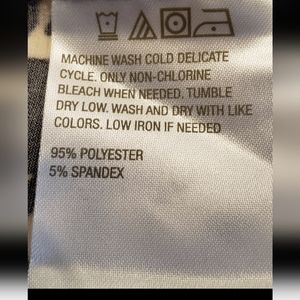 MACHINE WASH COLD DELICATE
CYCLE. ONLY NON-CHLORINE
BLEACH WHEN NEEDED. TUMBLE
DRY LOW. WASH AND DRY WITH LIKE
COLORS. LOW IRON IF NEEDED
95% POLYESTER
5% SPANDEX